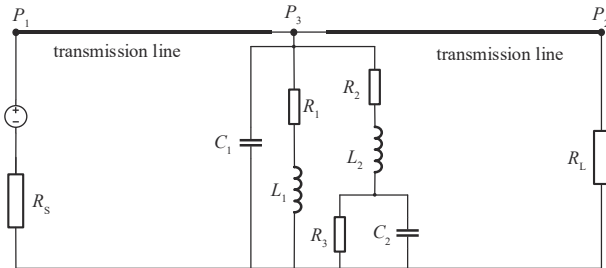 P1 P3 P2
transmission line transmission line
R1 R2
C1
L1 L2
RS R3 C2 RL